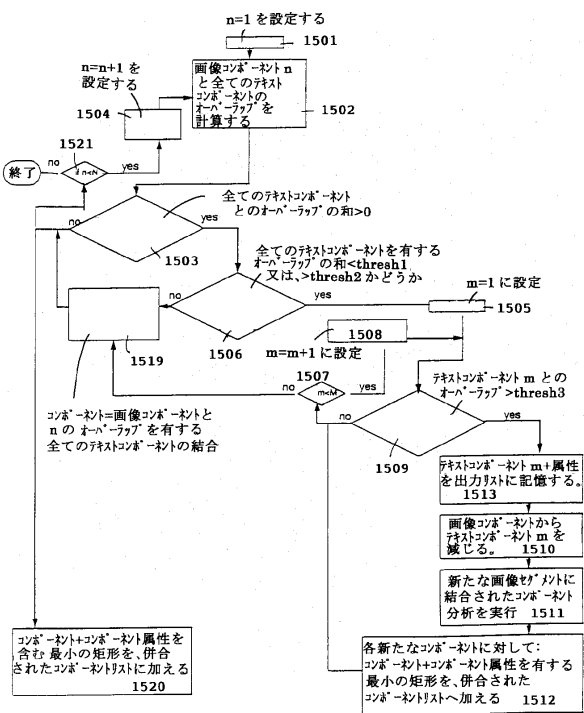 n=1 を設定する
1501
n=n+1 を
設定する
1504
画像コンポーネント n
と全てのテキスト
コンポーネントの
オーバーラップを
計算する
1502
1521
終了
no
if n<N
yes
全てのテキストコンポーネント
とのオーバーラップの和>0
no
yes
1503
全てのテキストコンポーネントを有する
オーバーラップの和<thresh1
又は、>thresh2 かどうか
no
yes
1506
m=1 に設定
1505
1519
1508
m=m+1 に設定
1507
no
m<M
yes
テキストコンポーネント m との
オーバーラップ>thresh3
no
yes
1509
コンポーネント=画像コンポーネントと
n の オーバーラップを有する
全てのテキストコンポーネントの結合
テキストコンポーネント m+属性
を出力リストに記憶する。
1513
画像コンポーネントから
テキストコンポーネント m を
減じる。 1510
新たな画像セグメントに
結合されたコンポーネント
分析を実行 1511
コンポーネント+コンポーネント属性を
含む 最小の矩形を、併合
されたコンポーネントリストに加える
1520
各新たなコンポーネントに対して:
コンポーネント+コンポーネント属性を有する
最小の矩形を、併合された
コンポーネントリストへ加える 1512